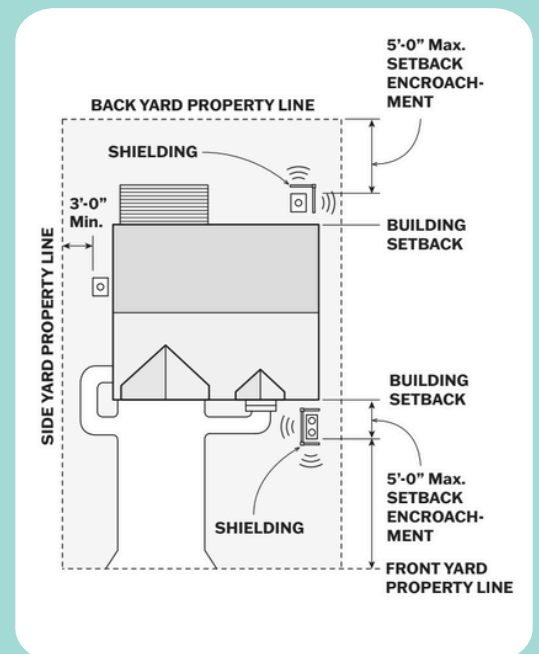 5'-0” Max.
SETBACK
ENCROACH-
MENT
BACK YARD PROPERTY LINE
SHIELDING
3'-0”
Min.
BUILDING
SETBACK
SIDE YARD PROPERTY LINE
BUILDING
SETBACK
5'-0” Max.
SETBACK
ENCROACH-
MENT
SHIELDING
FRONT YARD
PROPERTY LINE